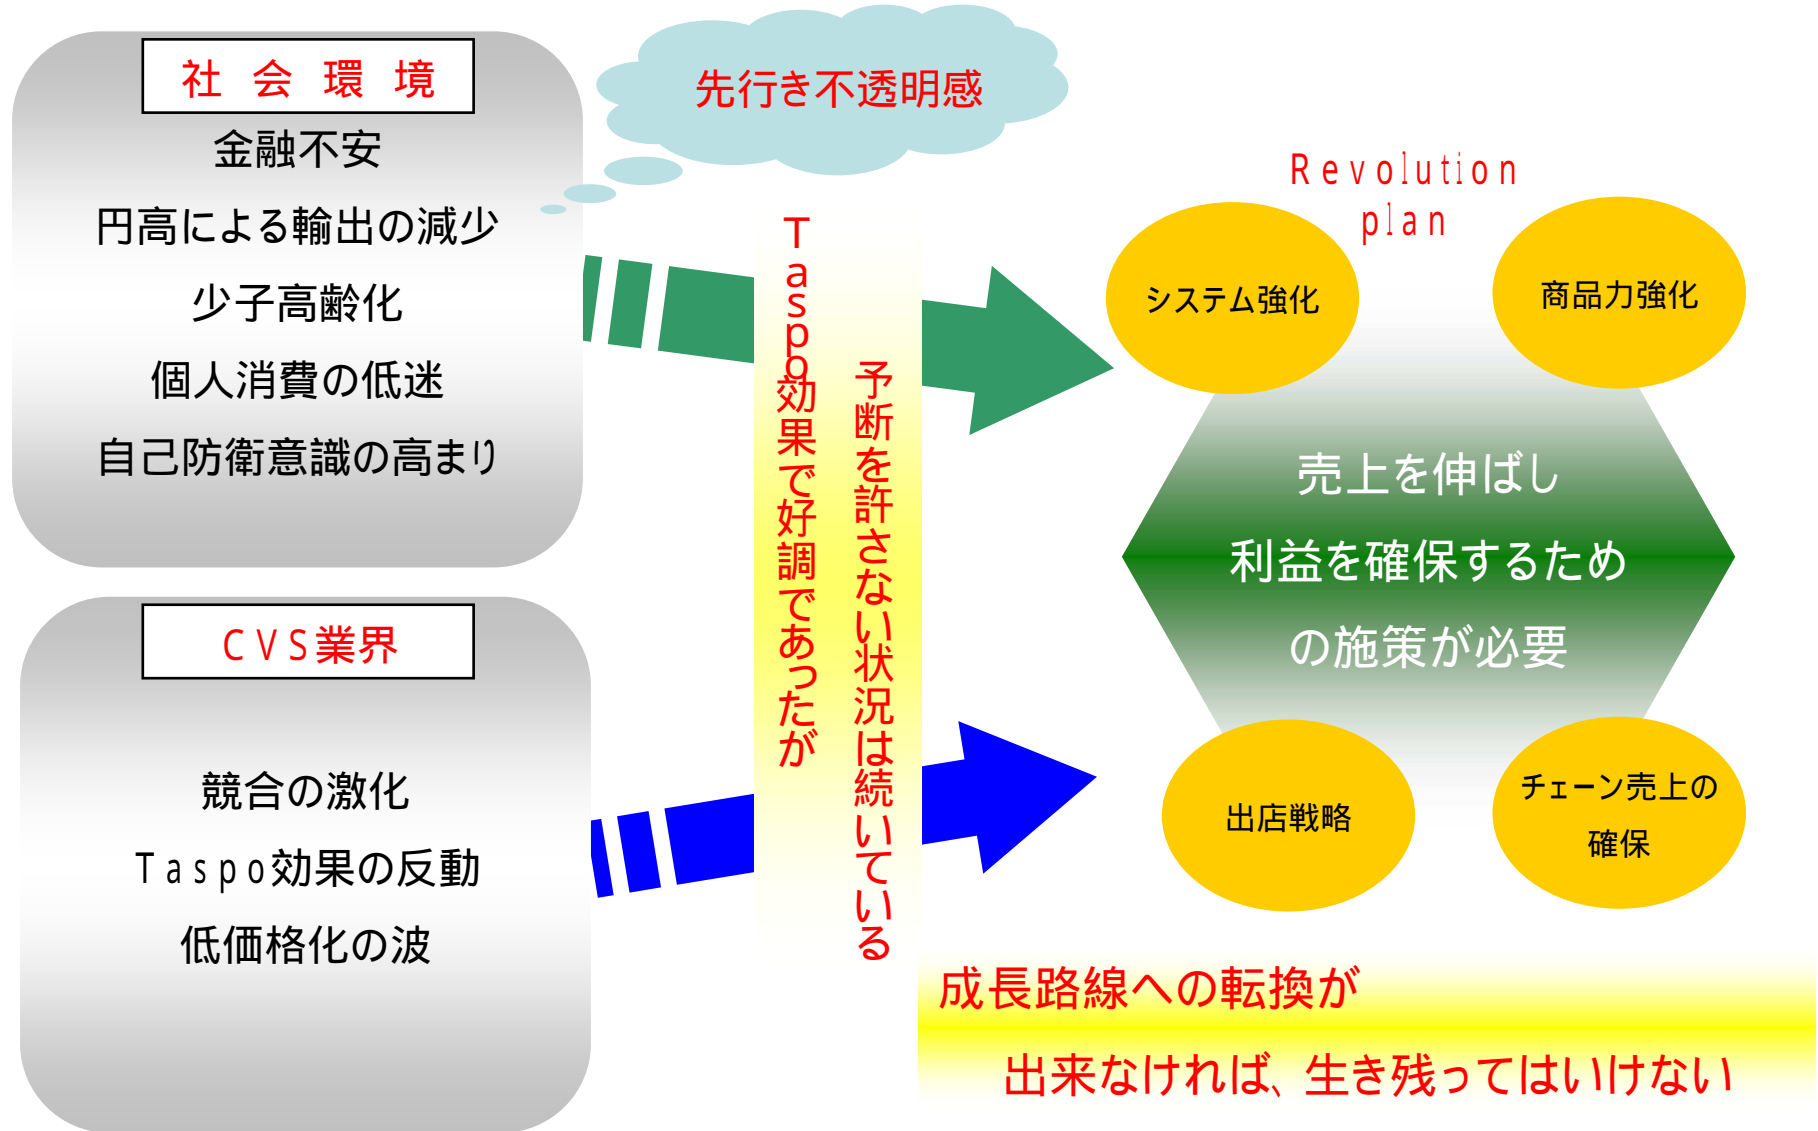 社会環境
金融不安
円高による輸出の減少
少子高齢化
個人消費の低迷
自己防衛意識の高まり
CVS業界
競合の激化
Taspo効果の反動
低価格化の波
先行き不透明感
Taspo効果で好調であったが
予断を許さない状況は続いている
Revolution
plan
システム強化
商品力強化
売上を伸ばし
利益を確保するため
の施策が必要
出店戦略
チェーン売上の
確保
成長路線への転換が
出来なければ、生き残ってはいけない